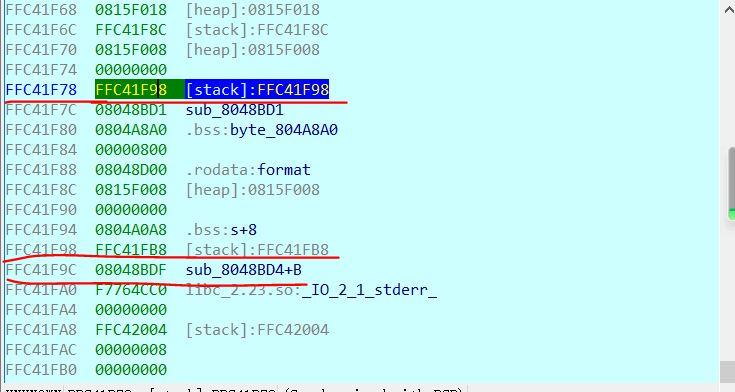 FFC41F68 0815F018 [heap]:0815F018
FFC41F6C FFC41F8C [stack]:FFC41F8C
FFC41F70 0815F008 [heap]:0815F008
FFC41F74 00000000
FFC41F78 FFC41F98 [stack]:FFC41F98
FFC41F7C 08048BD1 sub_8048BD1
FFC41F80 0804A8A0 .bss:byte_804A8A0
FFC41F84 00000800
FFC41F88 08048D00 .rodata:format
FFC41F8C 0815F008 [heap]:0815F008
FFC41F90 00000000
FFC41F94 0804A0A8 .bss:s+8
FFC41F98 FFC41FB8 [stack]:FFC41FB8
FFC41F9C 08048BDF sub_8048BD4+B
FFC41FA0 F7764CC0 libc_2.23.so:_IO_2_1_stderr_
FFC41FA4 00000000
FFC41FA8 FFC42004 [stack]:FFC42004
FFC41FAC 00000008
FFC41FB0 00000000